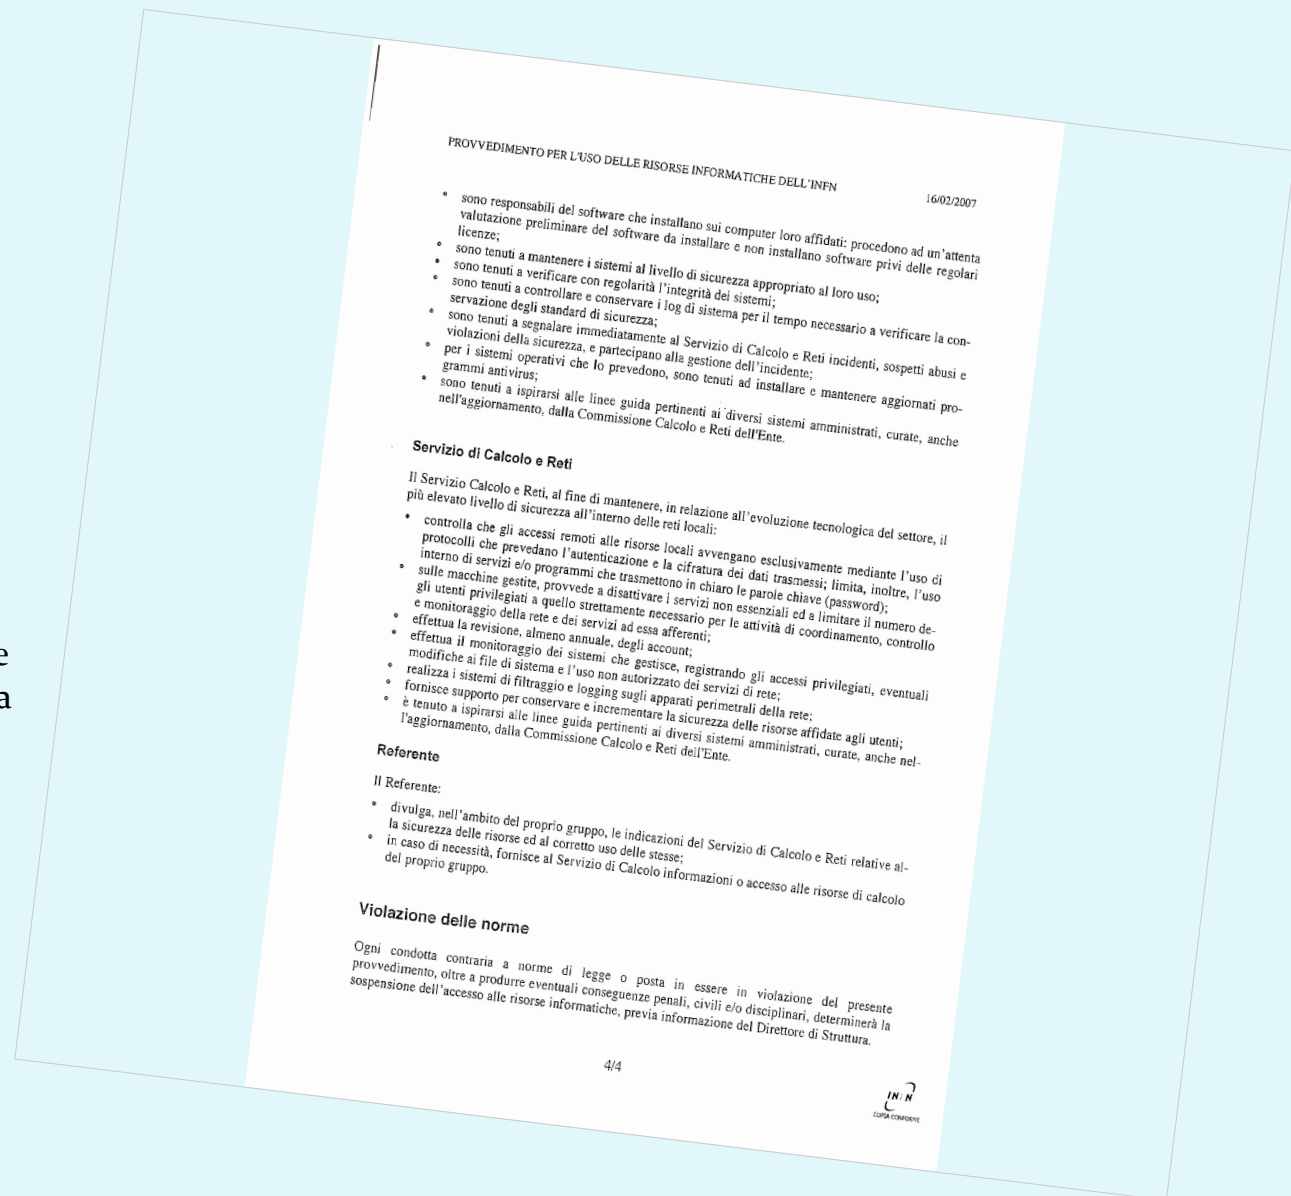 PROVVEDIMENTO PER L'USO DELLE RISORSE INFORMATICHE DELL'INFN
16/02/2007
• sono responsabili del software che installano sui computer loro affidati: procedono ad un'attenta
valutazione preliminare del software da installare e non installano software privi delle regolari
licenze;
• sono tenuti a mantenere i sistemi al livello di sicurezza appropriato al loro uso;
• sono tenuti a verificare con regolarità l'integrità dei sistemi;
• sono tenuti a controllare e conservare i log di sistema per il tempo necessario a verificare la con-
servazione degli standard di sicurezza;
• sono tenuti a segnalare immediatamente al Servizio di Calcolo e Reti incidenti, sospetti abusi e
violazioni della sicurezza, e partecipano alla gestione dell'incidente;
• per i sistemi operativi che lo prevedono, sono tenuti ad installare e mantenere aggiornati pro-
grammi antivirus;
• sono tenuti a ispirarsi alle linee guida pertinenti ai diversi sistemi amministrati, curate, anche
nell'aggiornamento, dalla Commissione Calcolo e Reti dell'Ente.
Servizio di Calcolo e Reti
Il Servizio Calcolo e Reti, al fine di mantenere, in relazione all'evoluzione tecnologica del settore, il
più elevato livello di sicurezza all'interno delle reti locali:
• controlla che gli accessi remoti alle risorse locali avvengano esclusivamente mediante l'uso di
protocolli che prevedano l'autenticazione e la cifratura dei dati trasmessi; limita, inoltre, l'uso
interno di servizi e/o programmi che trasmettono in chiaro le parole chiave (password);
• sulle macchine gestite, provvede a disattivare i servizi non essenziali ed a limitare il numero de-
gli utenti privilegiati a quello strettamente necessario per le attività di coordinamento, controllo
e monitoraggio della rete e dei servizi ad essa afferenti;
• effettua la revisione, almeno annuale, degli account;
• effettua il monitoraggio dei sistemi che gestisce, registrando gli accessi privilegiati, eventuali
modifiche ai file di sistema e l'uso non autorizzato dei servizi di rete;
• realizza i sistemi di filtraggio e logging sugli apparati perimetrali della rete;
• fornisce supporto per conservare e incrementare la sicurezza delle risorse affidate agli utenti;
• è tenuto a ispirarsi alle linee guida pertinenti ai diversi sistemi amministrati, curate, anche nel-
l'aggiornamento, dalla Commissione Calcolo e Reti dell'Ente.
e
a
Referente
Il Referente:
• divulga, nell'ambito del proprio gruppo, le indicazioni del Servizio di Calcolo e Reti relative al-
la sicurezza delle risorse ed al corretto uso delle stesse;
• in caso di necessità, fornisce al Servizio di Calcolo informazioni o accesso alle risorse di calcolo
del proprio gruppo.
Violazione delle norme
Ogni condotta contraria a norme di legge o posta in essere in violazione del presente
provvedimento, oltre a produrre eventuali conseguenze penali, civili e/o disciplinari, determinerà la
sospensione dell'accesso alle risorse informatiche, previa informazione del Direttore di Struttura.
4/4
INFN
COPIA CONFORME